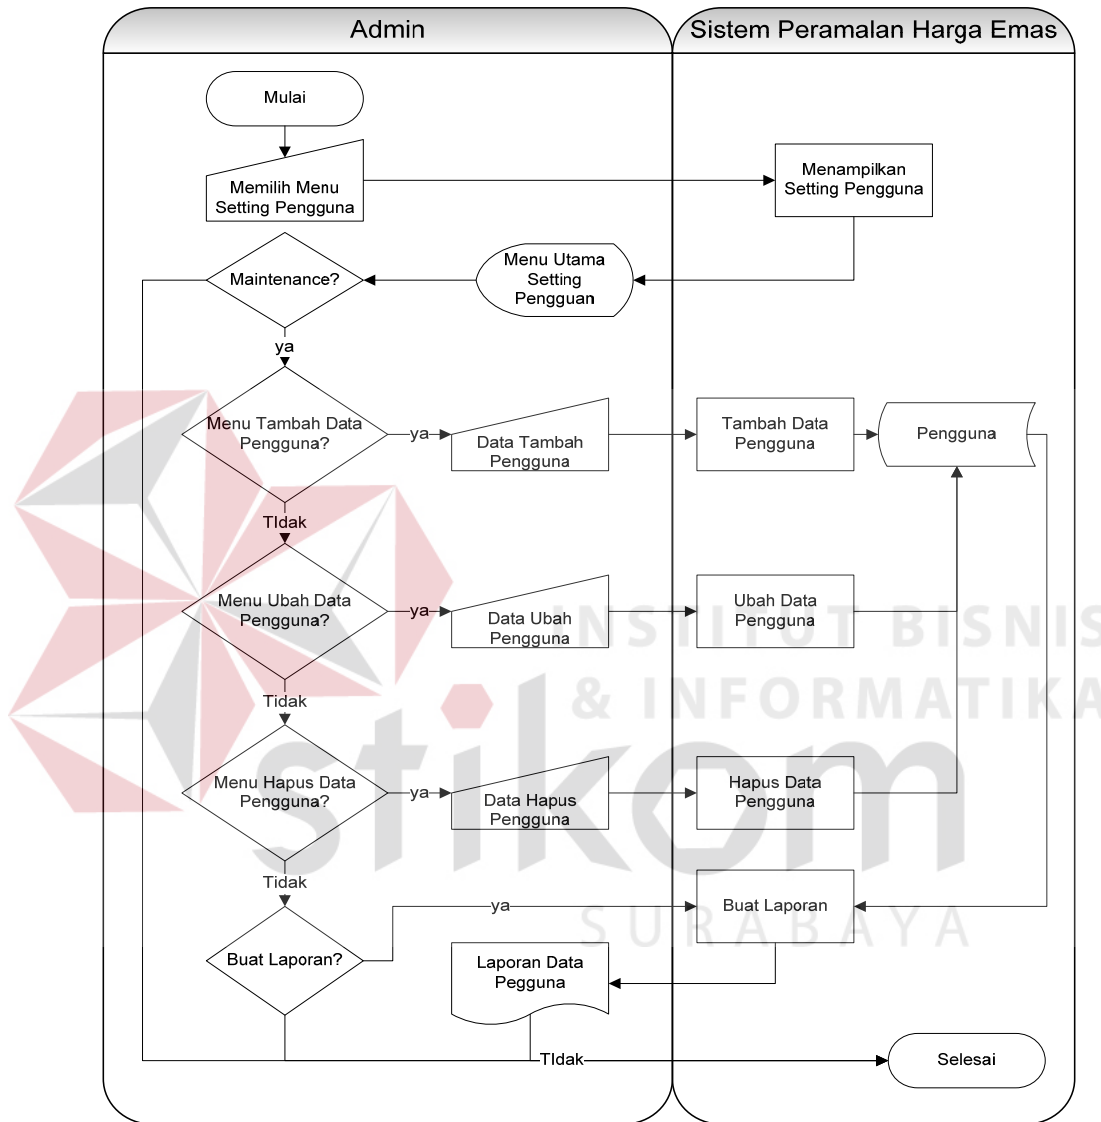 Admin
Sistem Peramalan Harga Emas
Mulai
Memilih Menu
Setting Pengguna
Menampilkan
Setting Pengguna
Maintenance?
Menu Utama
Setting
Pengguan
ya
Menu Tambah Data
Pengguna?
ya
Data Tambah
Pengguna
Tambah Data
Pengguna
Pengguna
TIdak
Menu Ubah Data
Pengguna?
ya
Data Ubah
Pengguna
Ubah Data
Pengguna
INSTITUT BISNIS
& INFORMATIKA
Tidak
Menu Hapus Data
Pengguna?
ya
Data Hapus
Pengguna
Hapus Data
Pengguna
stikom
Tidak
ya
Buat Laporan
SURABAYA
Buat Laporan?
Laporan Data
Pegguna
TIdak
Selesai